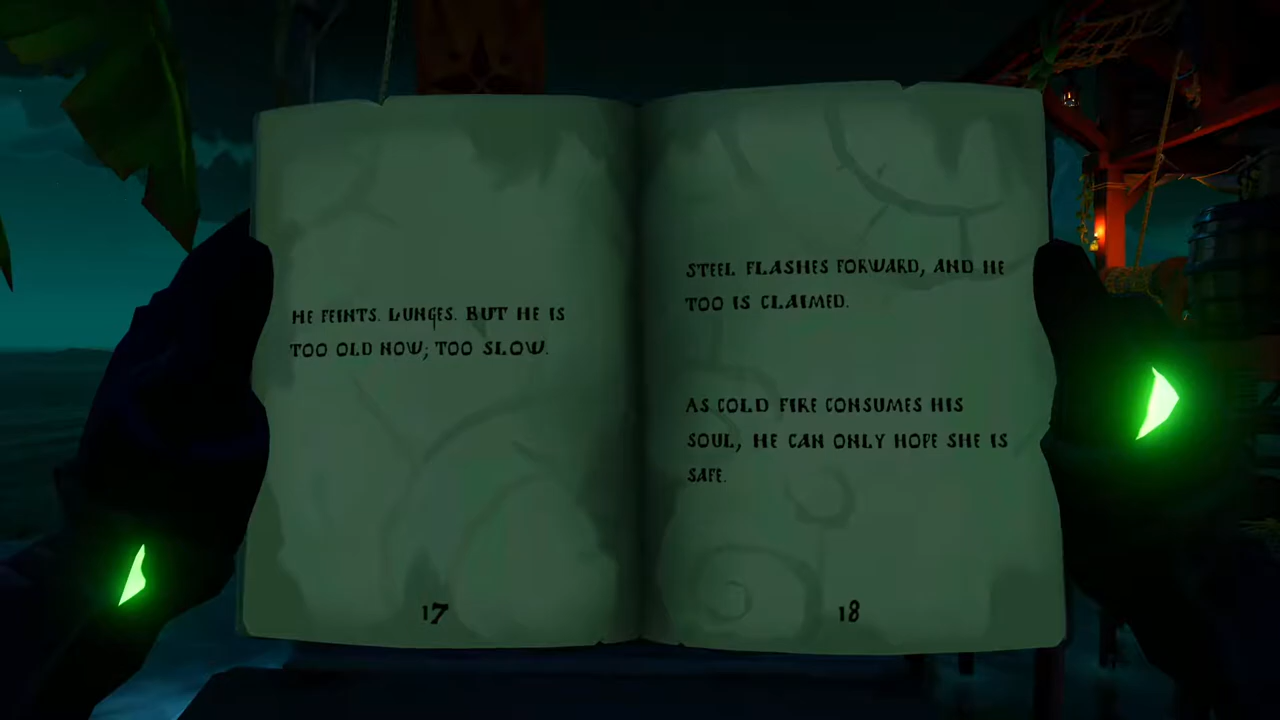 HE FEINTS. LUNGES. BUT HE IS
TOO OLD NOW; TOO SLOW.
17
STEEL FLASHES FORWARD, AND HE
TOO IS CLAIMED.
AS COLD FIRE CONSUMES HIS
SOUL, HE CAN ONLY HOPE SHE IS
SAFE.
18